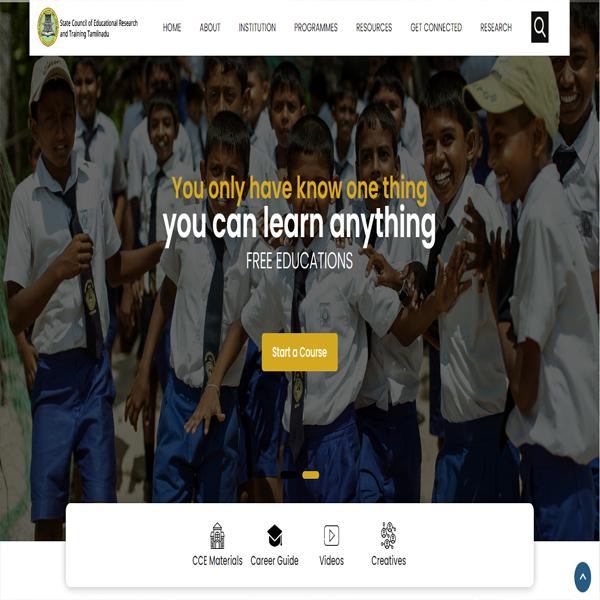 State Council of Educational Research
and Training Tamilnadu
HOME ABOUT INSTITUTION PROGRAMMES RESOURCES GET CONNECTED RESEARCH
You only have know one thing
you can learn anything
FREE EDUCATIONS
Start a Course
CCE Materials Career Guide Videos Creatives